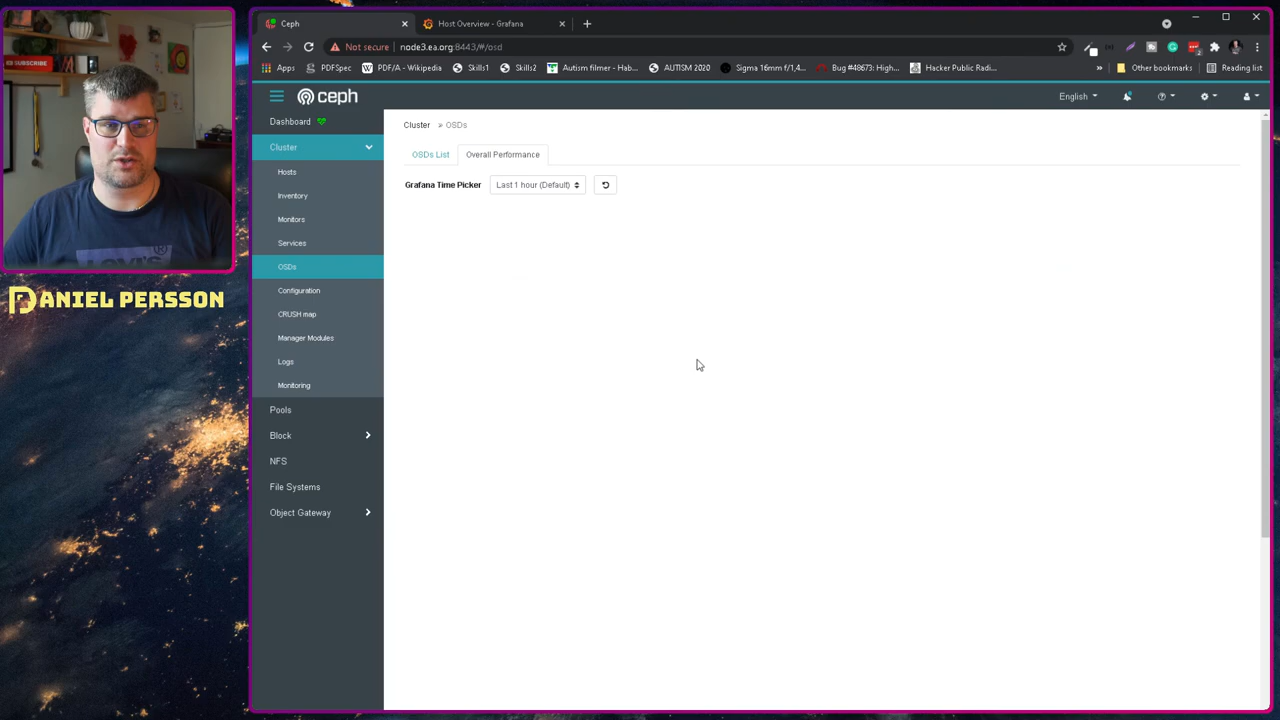 SUBSCRIBE
DANIEL PERSSON
Ceph
Host Overview - Grafana
Not secure
node3.ea.org:8443/#/osd
Apps
PDFSpec
PDF/A - Wikipedia
Skills1
Skills2
Autism filmer - Hab...
AUTISM 2020
Sigma 16mm f/1,4...
Bug #48673: High...
Hacker Public Radi...
»
Other bookmarks
Reading list
ceph
English
Dashboard
Cluster
Hosts
Inventory
Monitors
Services
OSDs
Configuration
CRUSH map
Manager Modules
Logs
Monitoring
Pools
Block
NFS
File Systems
Object Gateway
Cluster » OSDs
OSDs List
Overall Performance
Grafana Time Picker
Last 1 hour (Default)